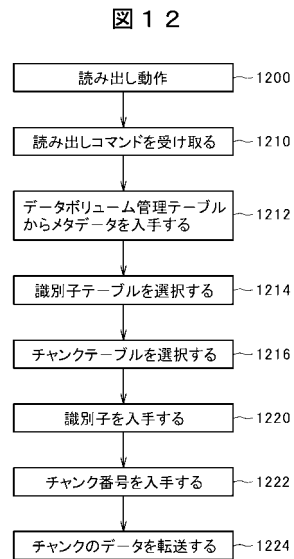 図１２
読み出し動作 1200
読み出しコマンドを受け取る 1210
データボリューム管理テーブル
からメタデータを入手する 1212
識別子テーブルを選択する 1214
チャンクテーブルを選択する 1216
識別子を入手する 1220
チャンク番号を入手する 1222
チャンクのデータを転送する 1224